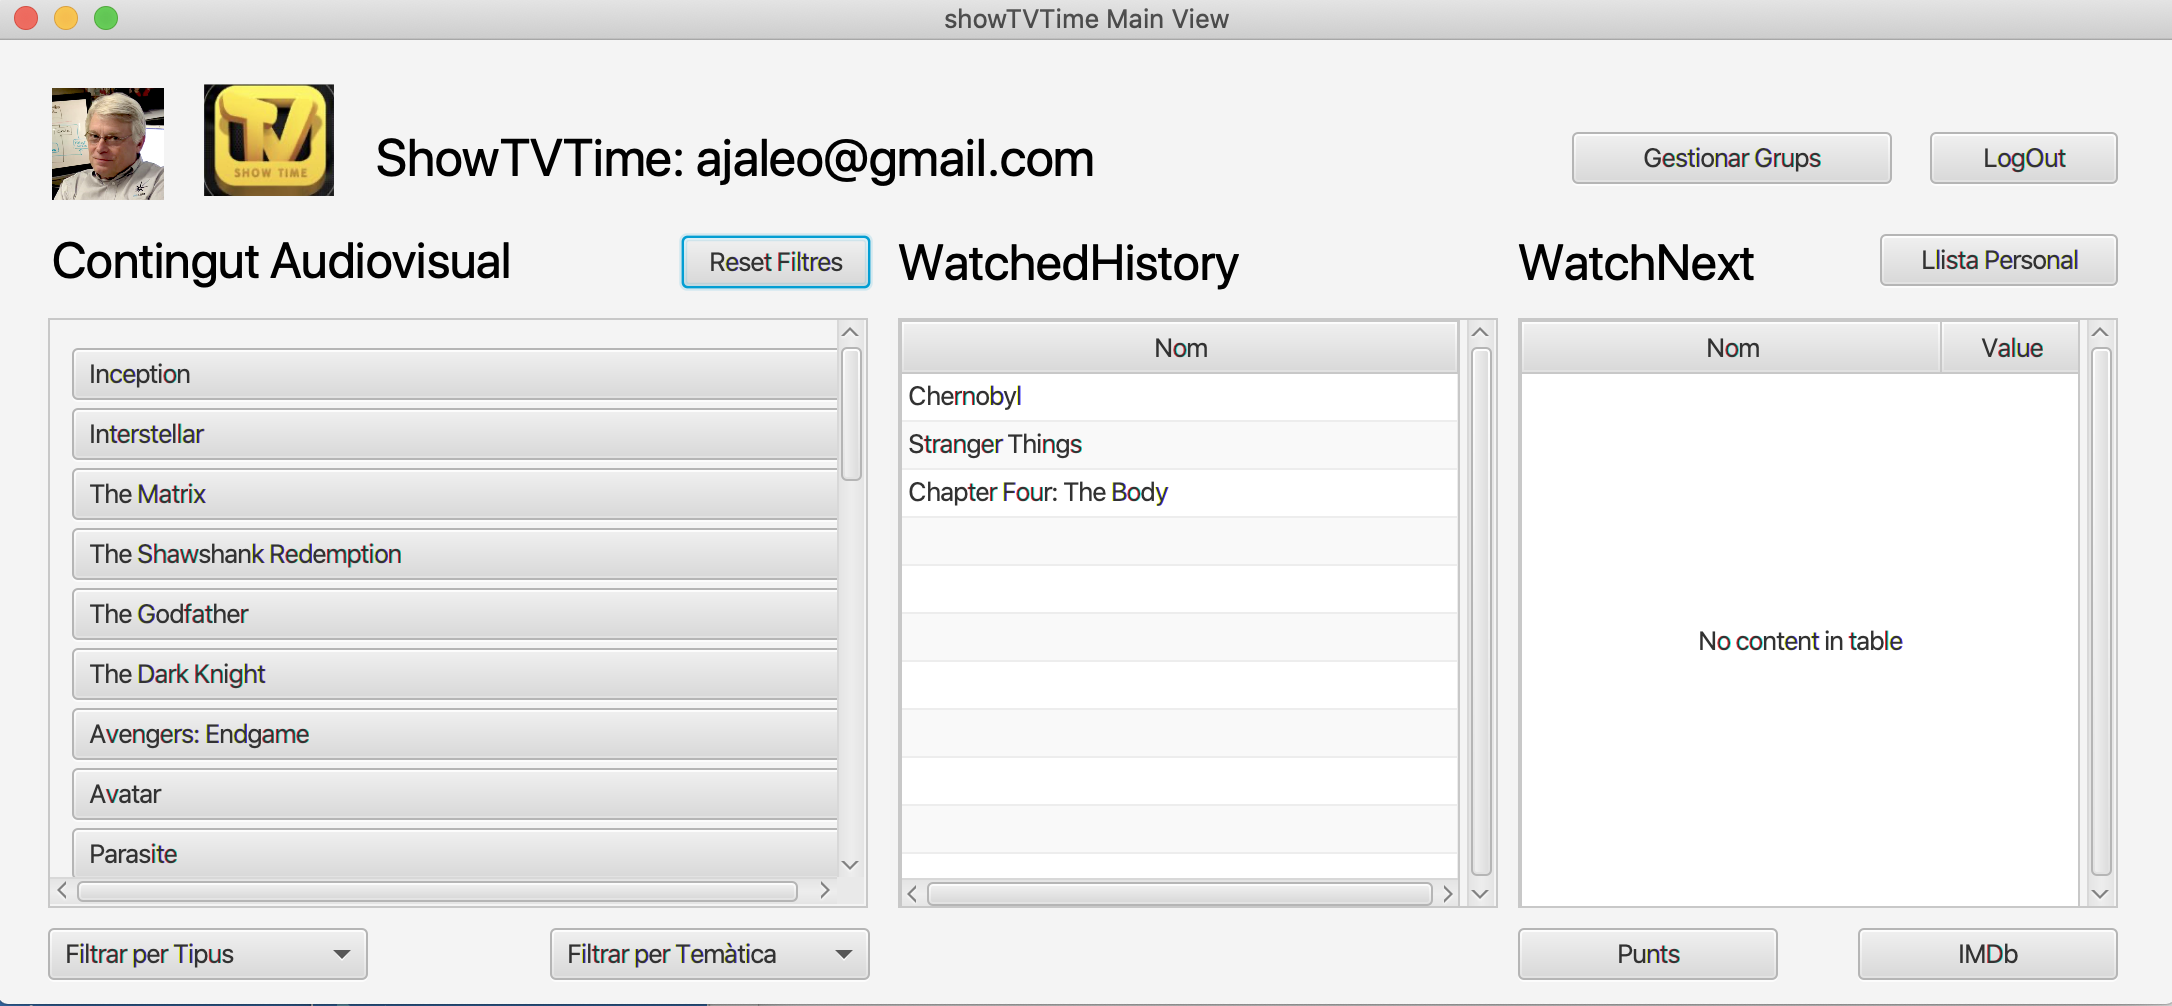 showTVTime Main View
TV
SHOW TIME
ShowTVTime: ajaleo@gmail.com
Gestionar Grups
LogOut
Contingut Audiovisual
Reset Filtres
WatchedHistory
WatchNext
Llista Personal
Inception
Interstellar
The Matrix
The Shawshank Redemption
The Godfather
The Dark Knight
Avengers: Endgame
Avatar
Parasite
Nom
Chernobyl
Stranger Things
Chapter Four: The Body
Nom
Value
No content in table
Filtrar per Tipus
Filtrar per Temàtica
Punts
IMDb